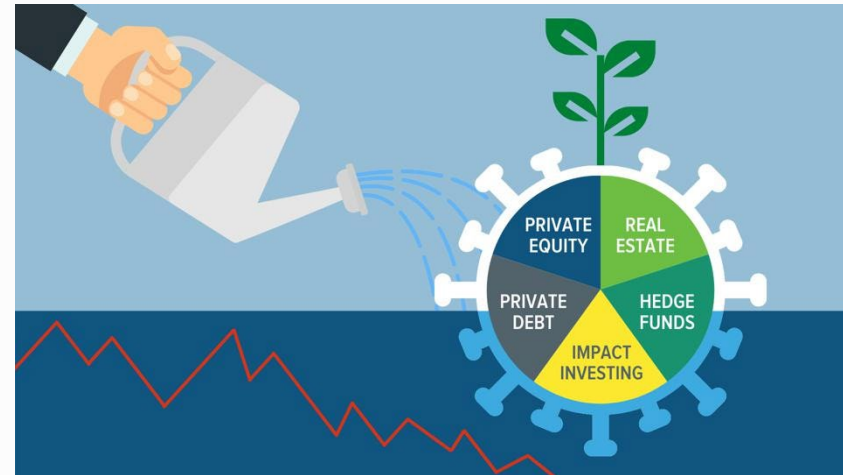 PRIVATE
EQUITY
REAL
ESTATE
PRIVATE
DEBT
HEDGE
FUNDS
IMPACT
INVESTING